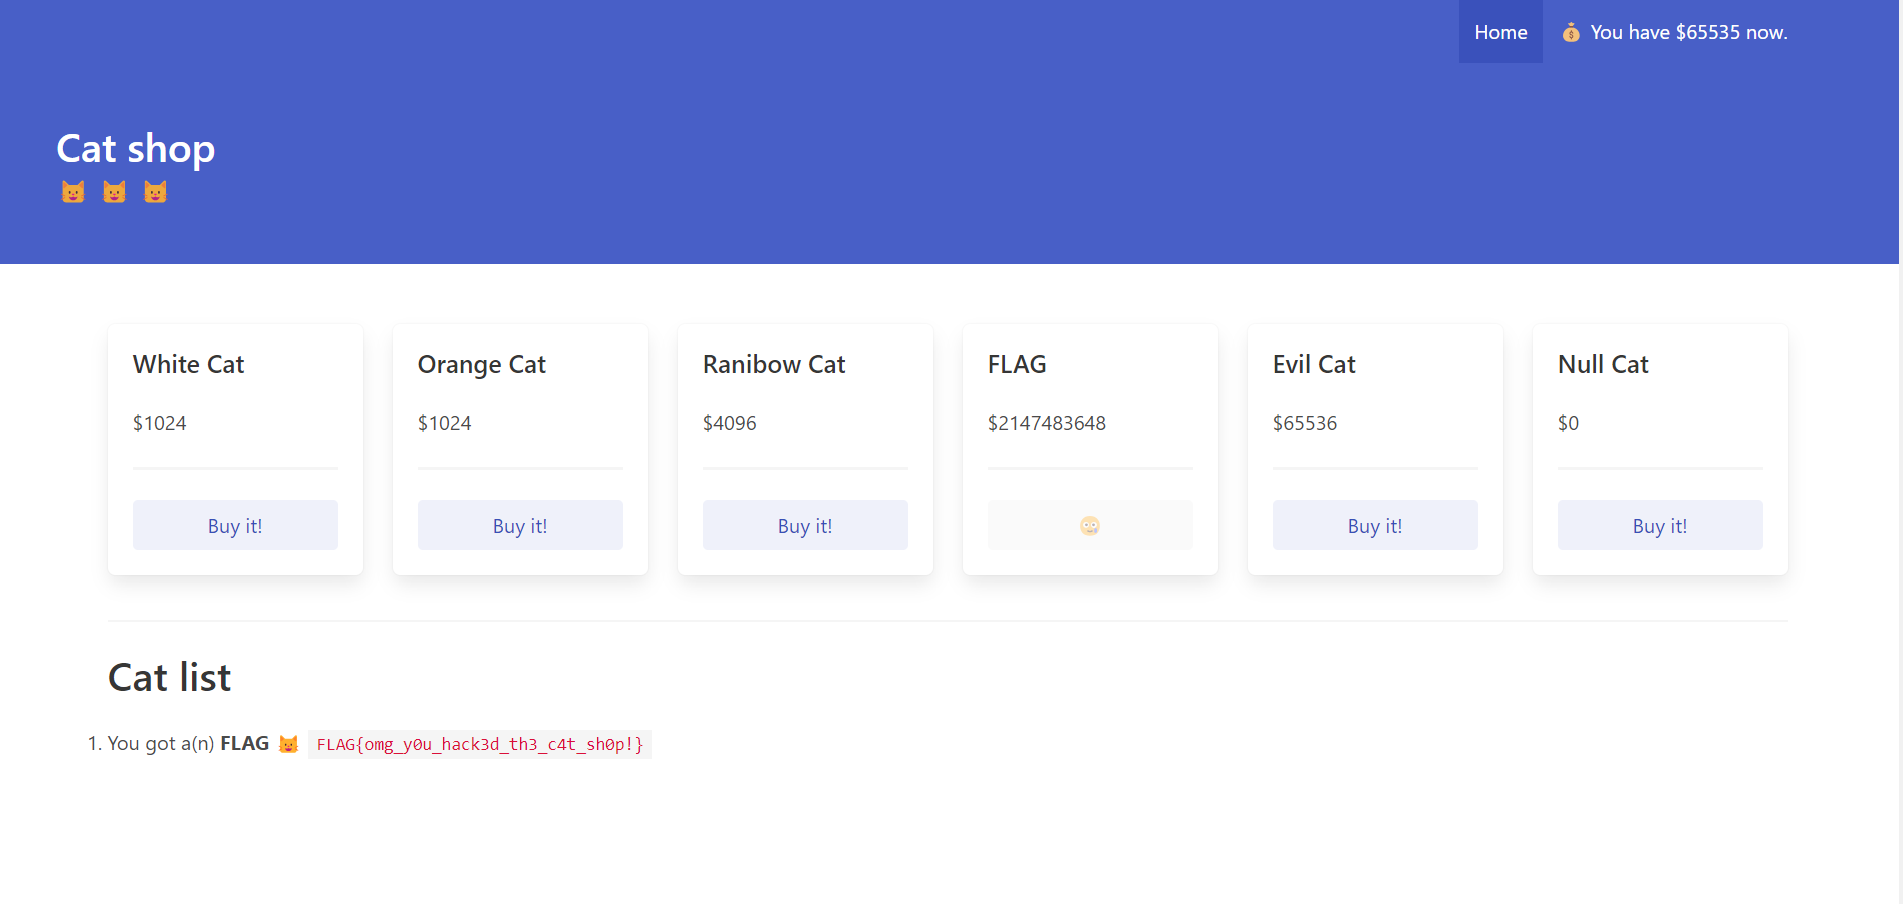 Home
💰 You have $65535 now.
Cat shop
😺 😺 😺
White Cat
$1024
Buy it!
Orange Cat
$1024
Buy it!
Ranibow Cat
$4096
Buy it!
FLAG
$2147483648
Evil Cat
$65536
Buy it!
Null Cat
$0
Buy it!
Cat list
1. You got a(n) FLAG 😺 FLAG{omg_y0u_hack3d_th3_c4t_sh0p!}